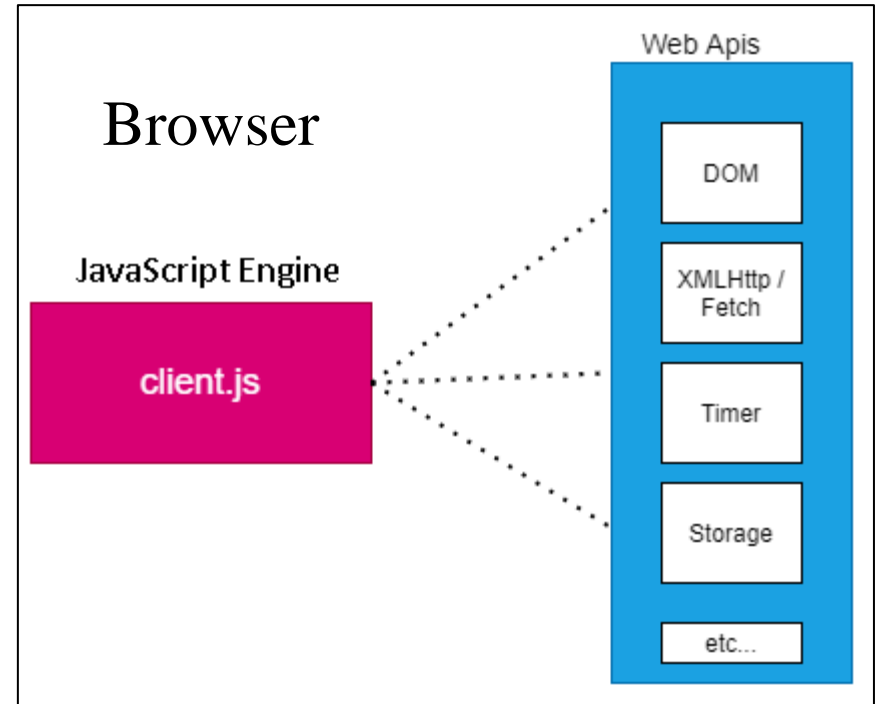 Web Apis
Browser
DOM
JavaScript Engine
XMLHttp /
Fetch
client.js
Timer
Storage
etc...